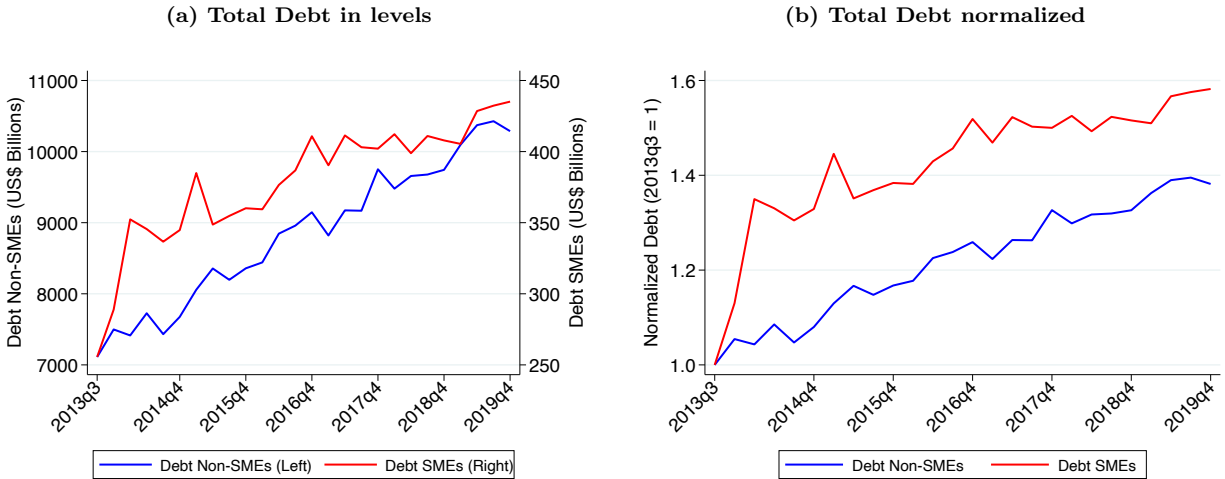 (a) Total Debt in levels
Debt Non-SMEs (US$ Billions)
11000
10000
9000
8000
7000
450
400
350
300
250
Debt SMEs (US$ Billions)
2013q3
2014q4
2015q4
2016q4
2017q4
2018q4
2019q4
Debt Non-SMEs (Left)
Debt SMEs (Right)
(b) Total Debt normalized
Normalized Debt (2013q3 = 1)
1.6
1.4
1.2
1.0
2013q3
2014q4
2015q4
2016q4
2017q4
2018q4
2019q4
Debt Non-SMEs
Debt SMEs